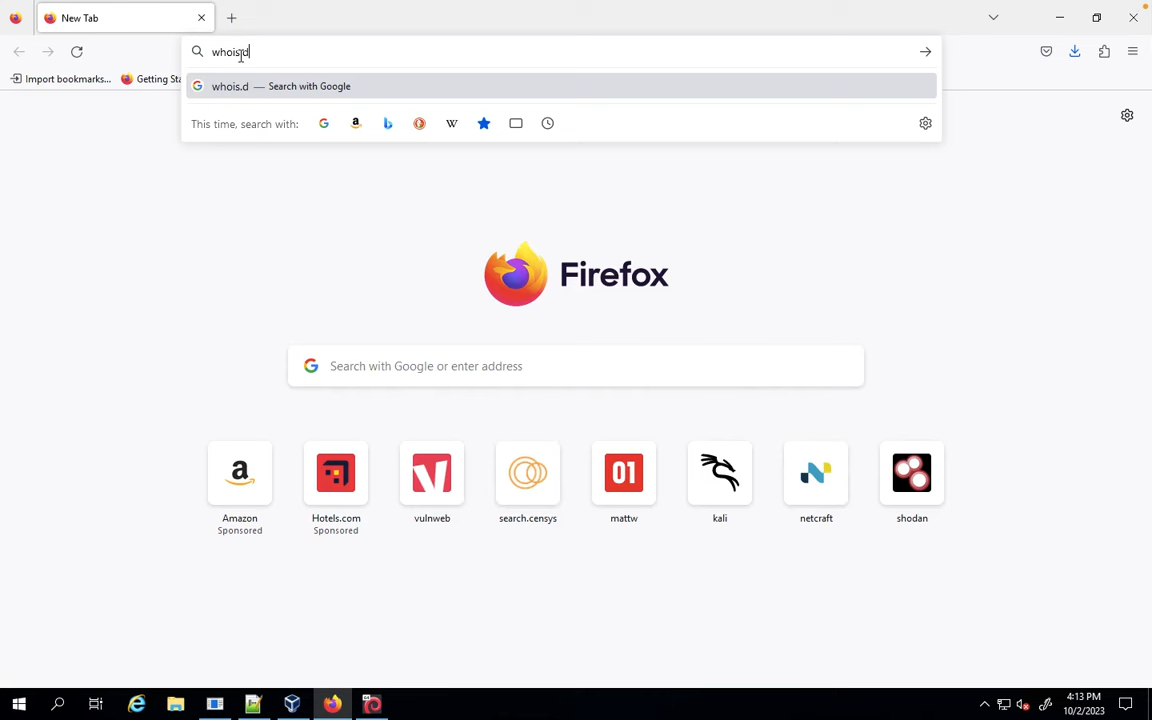 New Tab
whois.d
whois.d — Search with Google
Import bookmarks...
Getting Sta
This time, search with:
Firefox
Search with Google or enter address
01
Amazon
Sponsored
Hotels.com
Sponsored
vulnweb
search.censys
mattw
kali
netcraft
shodan
4:13 PM
10/2/2023